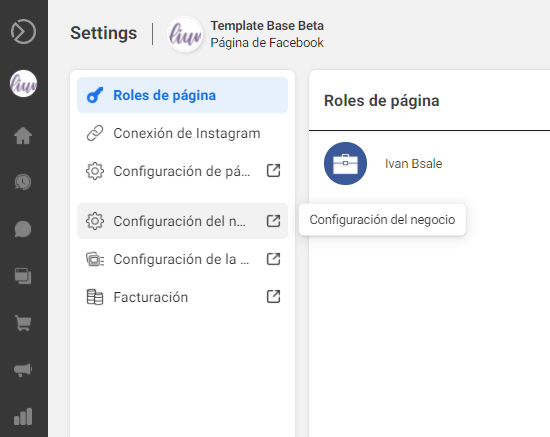 Settings
Template Base Beta
Página de Facebook
liuv
Roles de página
Conexión de Instagram
Configuración de pá...
Configuración del n...
Configuración de la ...
Facturación
Roles de página
Ivan Bsale
Configuración del negocio